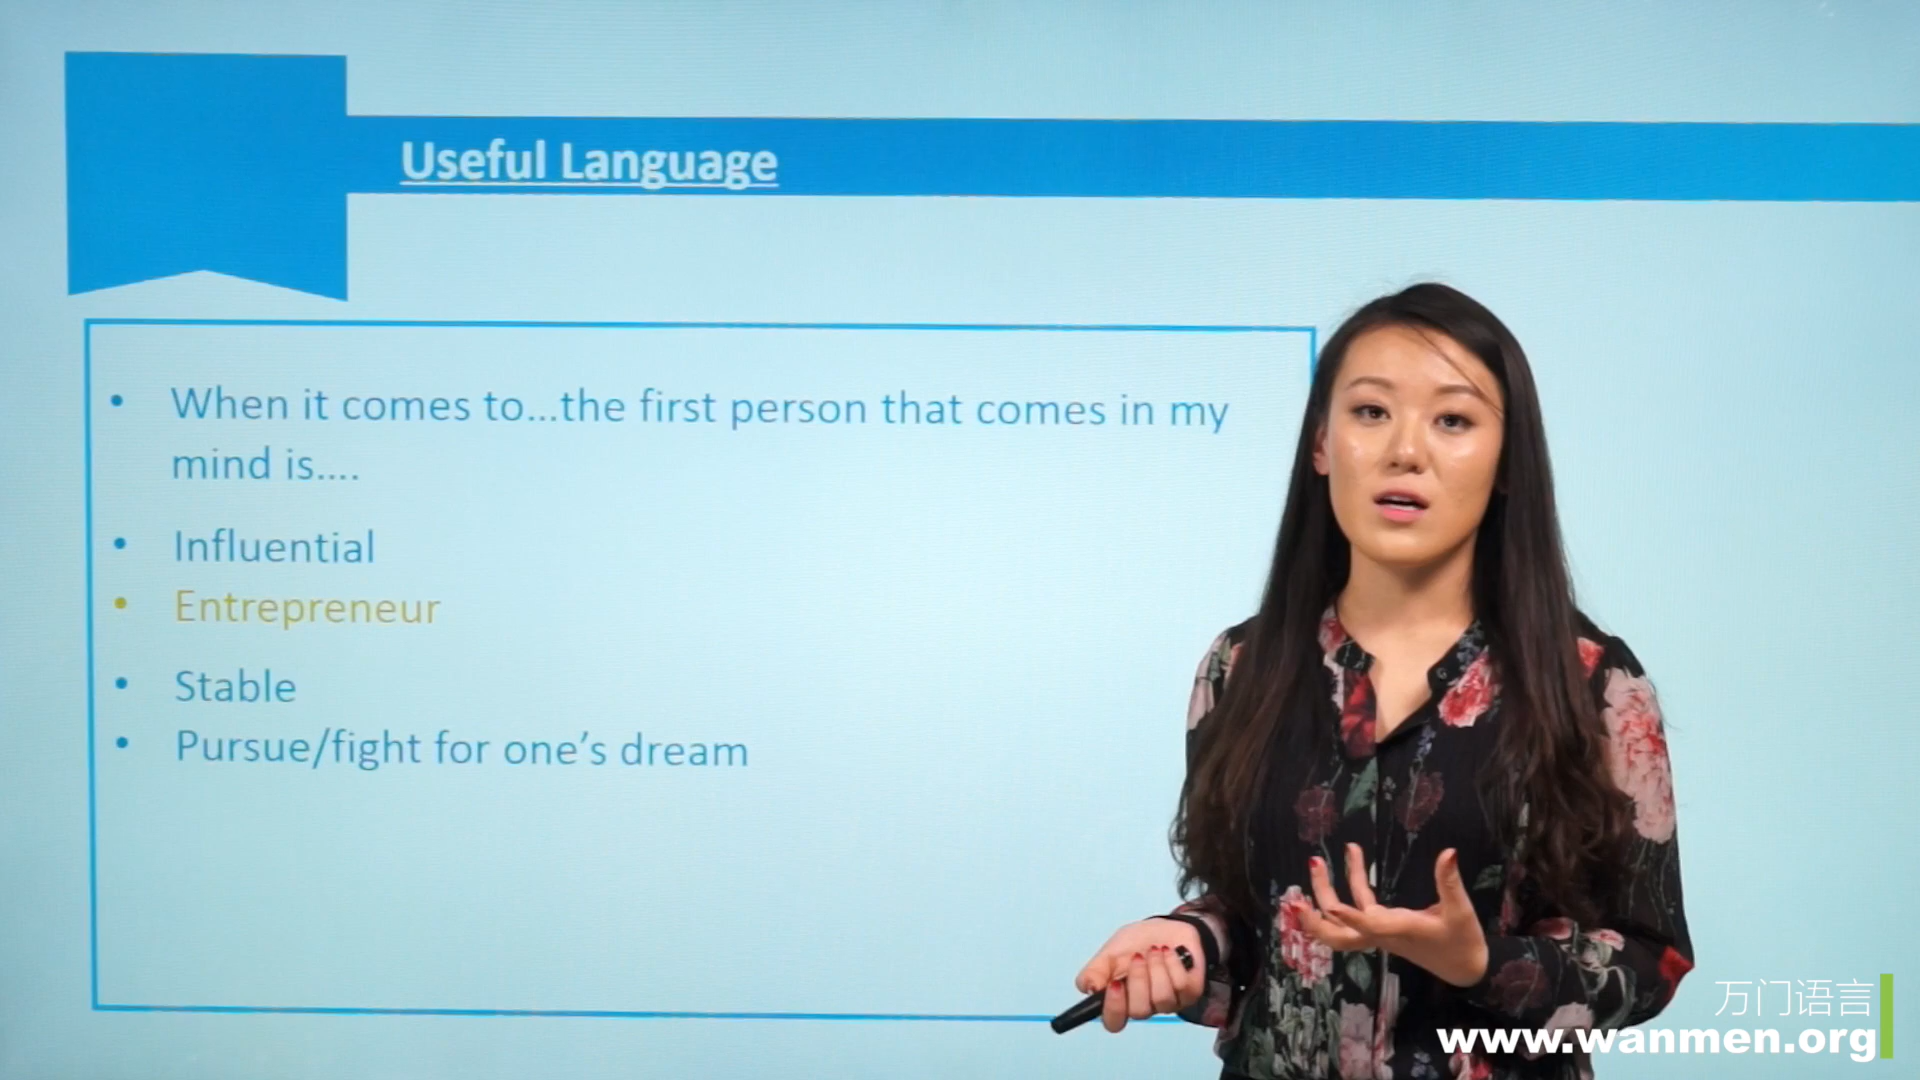 Useful Language
• When it comes to...the first person that comes in my
mind is....
• Influential
• Entrepreneur
• Stable
• Pursue/fight for one's dream
万门语言
www.wanmen.org